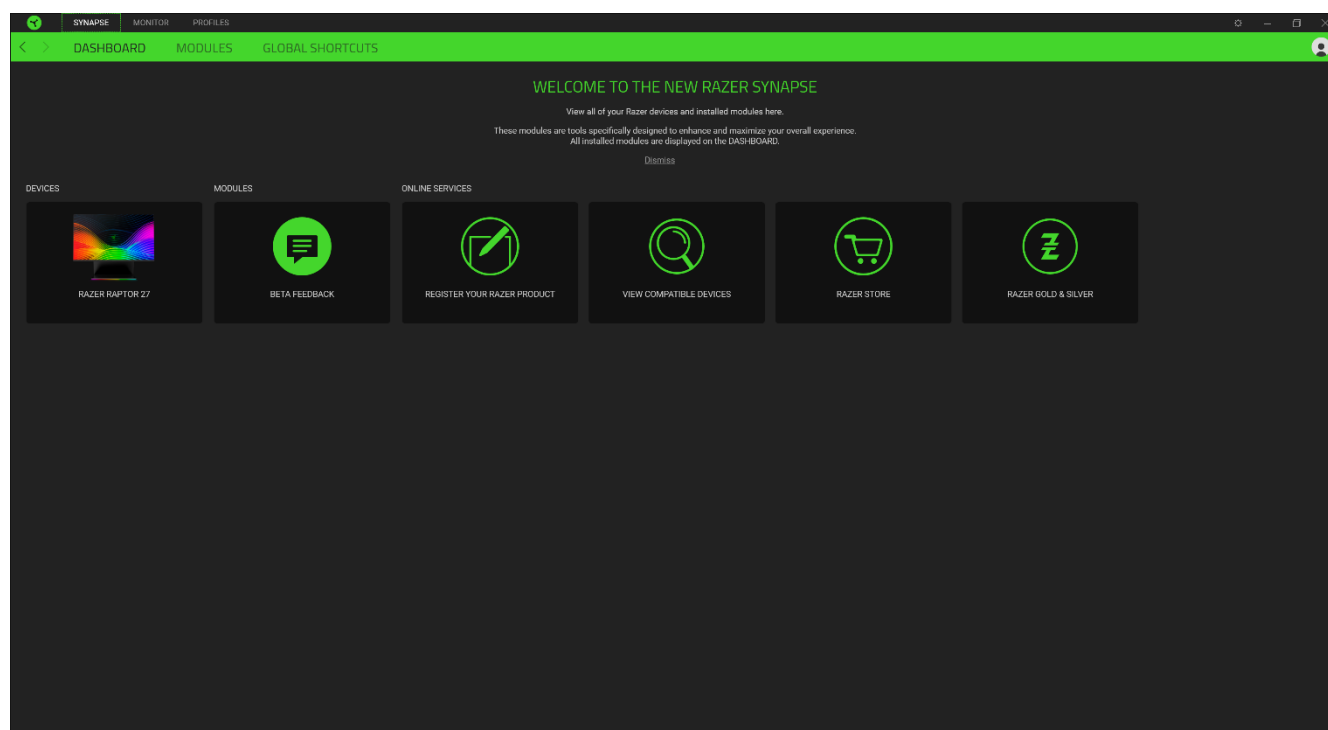 SYNAPSE MONITOR PROFILES
DASHBOARD MODULES GLOBAL SHORTCUTS
WELCOME TO THE NEW RAZER SYNAPSE
View all of your Razer devices and installed modules here.
These modules are tools specifically designed to enhance and maximize your overall experience.
All installed modules are displayed on the DASHBOARD.
Dismiss
DEVICES MODULES ONLINE SERVICES
RAZER RAPTOR 27 BETA FEEDBACK REGISTER YOUR RAZER PRODUCT VIEW COMPATIBLE DEVICES RAZER STORE RAZER GOLD & SILVER